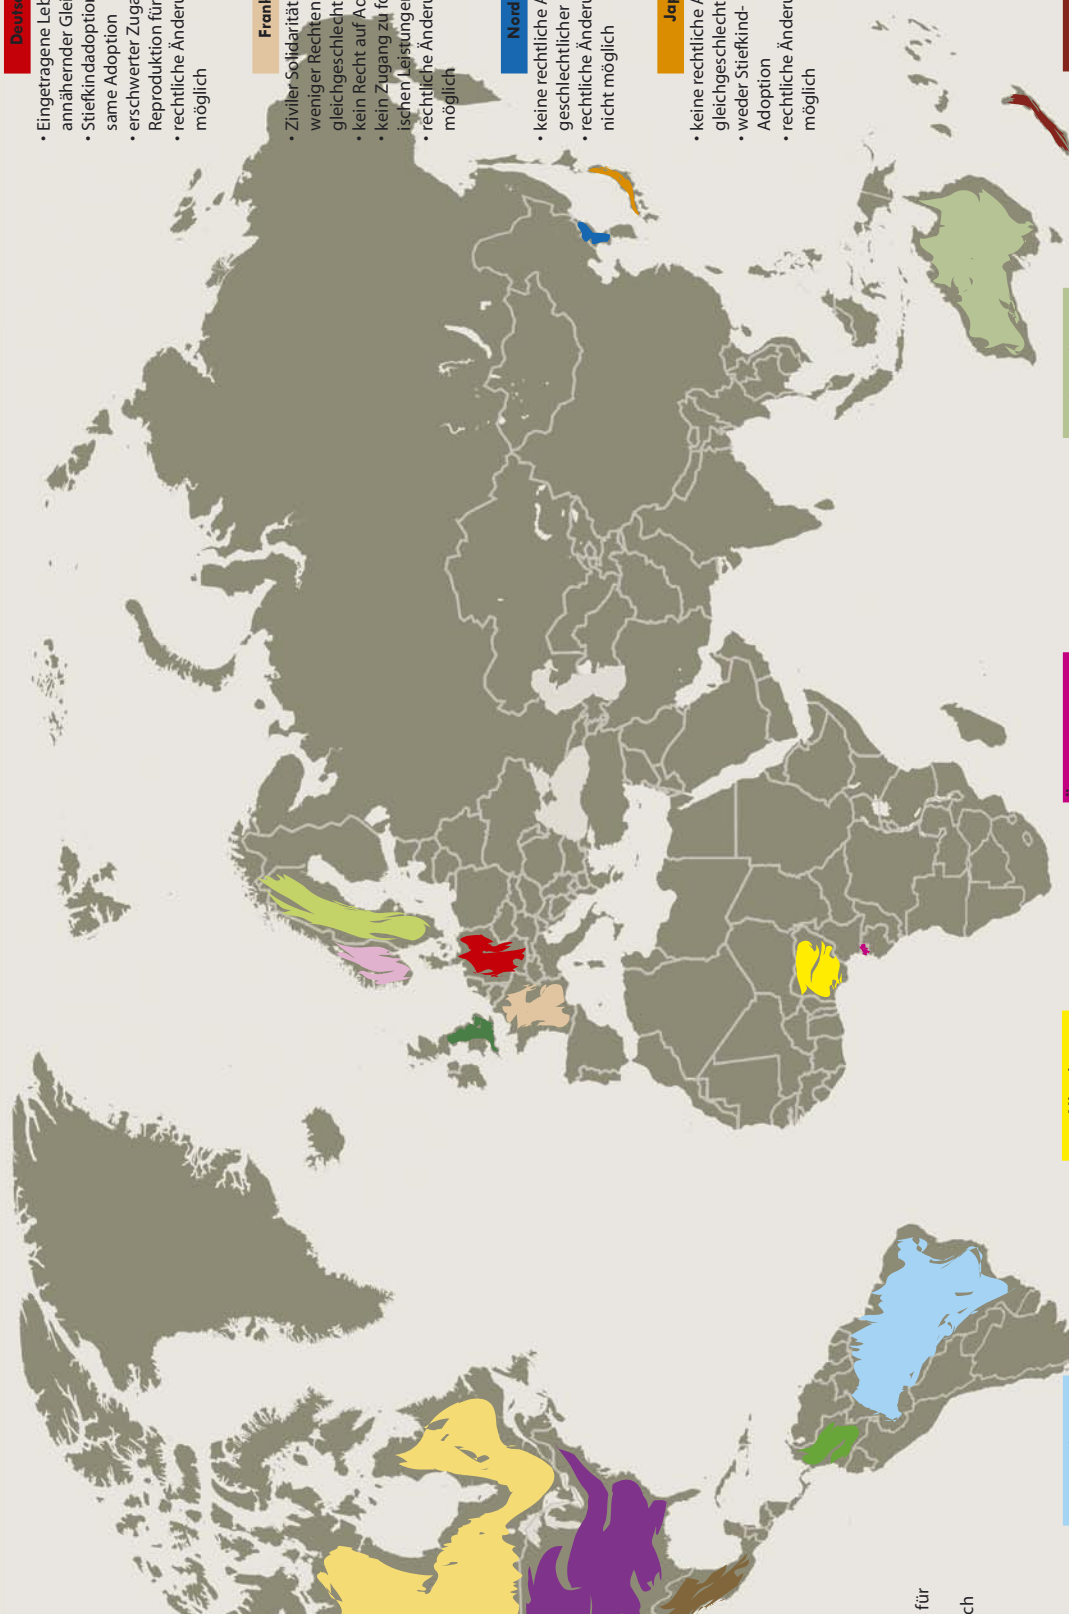 Deuts
• Eingetragene Leb
annähernder Glei
• Stiefkindadoption
same Adoption
• erschwerter Zuga
Reproduktion für
• rechtliche Änderu
möglich
Frank
• Ziviler Solidarität
weniger Rechten
gleichgeschlecht
• kein Recht auf Ad
• kein Zugang zu fo
ischen Leistungen
• rechtliche Änderu
möglich
Nord
• keine rechtliche A
geschlechtlicher
• rechtliche Änderu
nicht möglich
Jap
• keine rechtliche A
gleichgeschlecht
• weder Stiefkind-
Adoption
• rechtliche Änderu
möglich
für
ch